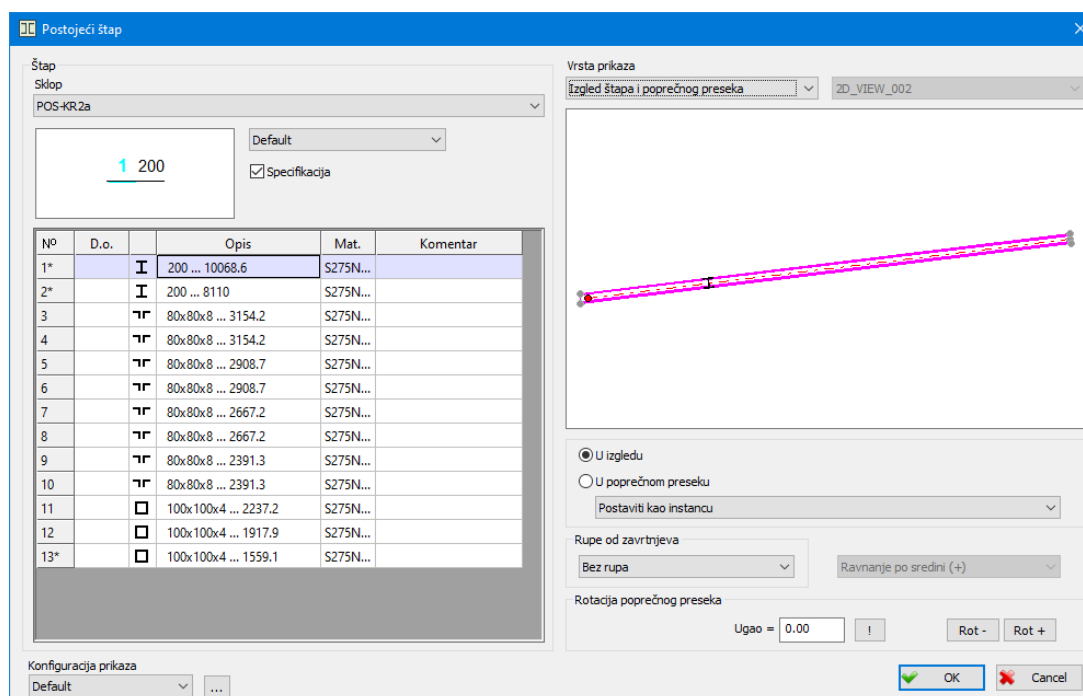 Postojeći štap
Štap
Sklop
POS-KR2a
1 200
Default
Specifikacija
Nº D.o. Opis Mat. Komentar
1* 200 ... 10068.6 S275N...
2* 200 ... 8110 S275N...
3 80x80x8 ... 3154.2 S275N...
4 80x80x8 ... 3154.2 S275N...
5 80x80x8 ... 2908.7 S275N...
6 80x80x8 ... 2908.7 S275N...
7 80x80x8 ... 2667.2 S275N...
8 80x80x8 ... 2667.2 S275N...
9 80x80x8 ... 2391.3 S275N...
10 80x80x8 ... 2391.3 S275N...
11 100x100x4 ... 2237.2 S275N...
12 100x100x4 ... 1917.9 S275N...
13* 100x100x4 ... 1559.1 S275N...
Konfiguracija prikaza
Default ...
Vrsta prikaza
Izgled štapa i poprečnog preseka 2D_VIEW_002
U izgledu
U poprečnom preseku
Postaviti kao instancu
Rupe od zavrtnjeva
Bez rupa Ravnanje po sredini (+)
Rotacija poprečnog preseka
Ugao = 0.00 ! Rot - Rot +
OK Cancel